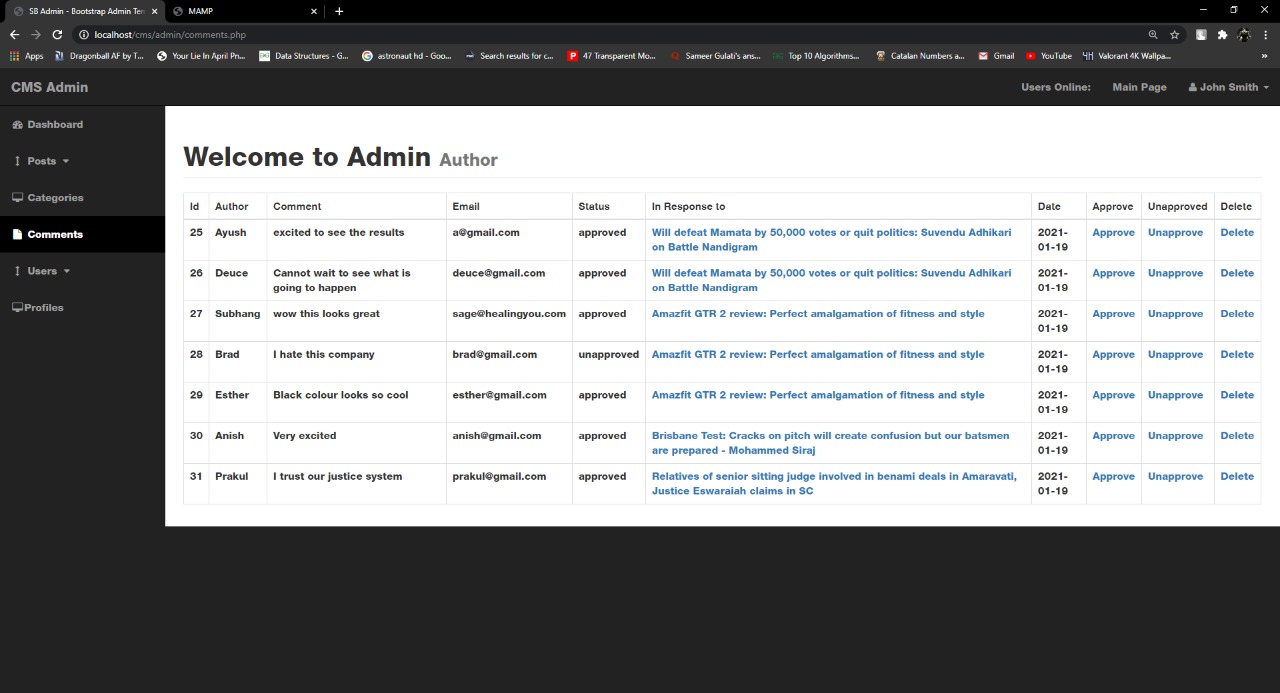 SB Admin - Bootstrap Admin Tem
MAMP
localhost/cms/admin/comments.php
Apps Dragonball AF by T... Your Lie In April Ph... Data Structures - G... astronaut hd - Goo... Search results for c... 47 Transparent Mo... Sameer Gulati's ans... Top 10 Algorithms... Catalan Numbers a... Gmail YouTube Valorant 4K Wallpa... »
CMS Admin
Users Online: Main Page John Smith
Dashboard
Posts
Categories
Comments
Users
Profiles
Welcome to Admin Author
Id Author Comment Email Status In Response to Date Approve Unapproved Delete
25 Ayush excited to see the results a@gmail.com approved Will defeat Mamata by 50,000 votes or quit politics: Suvendu Adhikari 2021- Approve Unapprove Delete
on Battle Nandigram 01-19
26 Deuce Cannot wait to see what is deuce@gmail.com approved Will defeat Mamata by 50,000 votes or quit politics: Suvendu Adhikari 2021- Approve Unapprove Delete
going to happen on Battle Nandigram 01-19
27 Subhang wow this looks great sage@healingyou.com approved Amazfit GTR 2 review: Perfect amalgamation of fitness and style 2021- Approve Unapprove Delete
01-19
28 Brad I hate this company brad@gmail.com unapproved Amazfit GTR 2 review: Perfect amalgamation of fitness and style 2021- Approve Unapprove Delete
01-19
29 Esther Black colour looks so cool esther@gmail.com approved Amazfit GTR 2 review: Perfect amalgamation of fitness and style 2021- Approve Unapprove Delete
01-19
30 Anish Very excited anish@gmail.com approved Brisbane Test: Cracks on pitch will create confusion but our batsmen 2021- Approve Unapprove Delete
are prepared - Mohammed Siraj 01-19
31 Prakul I trust our justice system prakul@gmail.com approved Relatives of senior sitting judge involved in benami deals in Amaravati, 2021- Approve Unapprove Delete
Justice Eswaraiah claims in SC 01-19